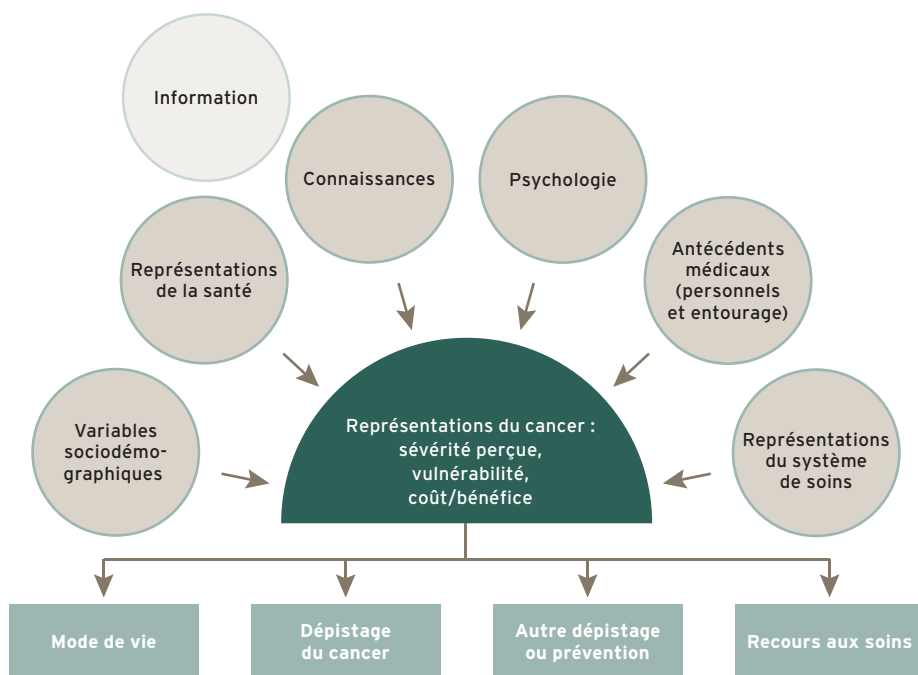 Information
Connaissances
Psychologie
Représentations
de la santé
Antécédents
médicaux
(personnels
et entourage)
Variables
sociodémo-
graphiques
Représentations du cancer :
sévérité perçue,
vulnérabilité,
coût/bénéfice
Représentations
du système
de soins
Mode de vie
Dépistage
du cancer
Autre dépistage
ou prévention
Recours aux soins